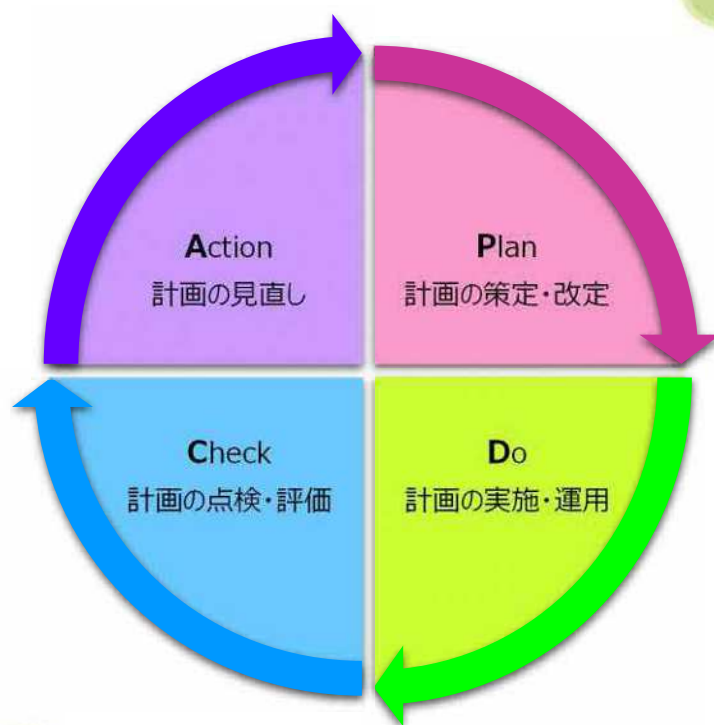 Action
計画の見直し
Plan
計画の策定・改定
Check
計画の点検・評価
Do
計画の実施・運用